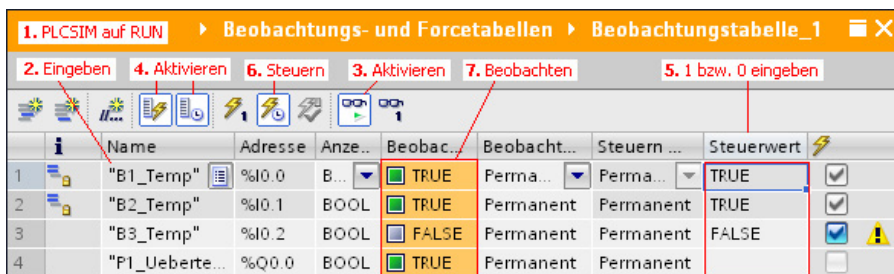 1. PLCSIM auf RUN Beobachtungs- und Forcetabellen Beobachtungstabelle_1
2. Eingeben 4. Aktivieren 6. Steuern 3. Aktivieren 7. Beobachten 5. 1 bzw. 0 eingeben
i Name Adresse Anze.. Beobac... Beobacht... Steuern ... Steuerwert
1 "B1_Temp" %I0.0 B... TRUE Perma... Perma... TRUE
2 "B2_Temp" %I0.1 BOOL TRUE Permanent Permanent TRUE
3 "B3_Temp" %I0.2 BOOL FALSE Permanent Permanent FALSE
4 "P1_Ueberte... %Q0.0 BOOL TRUE Permanent Permanent